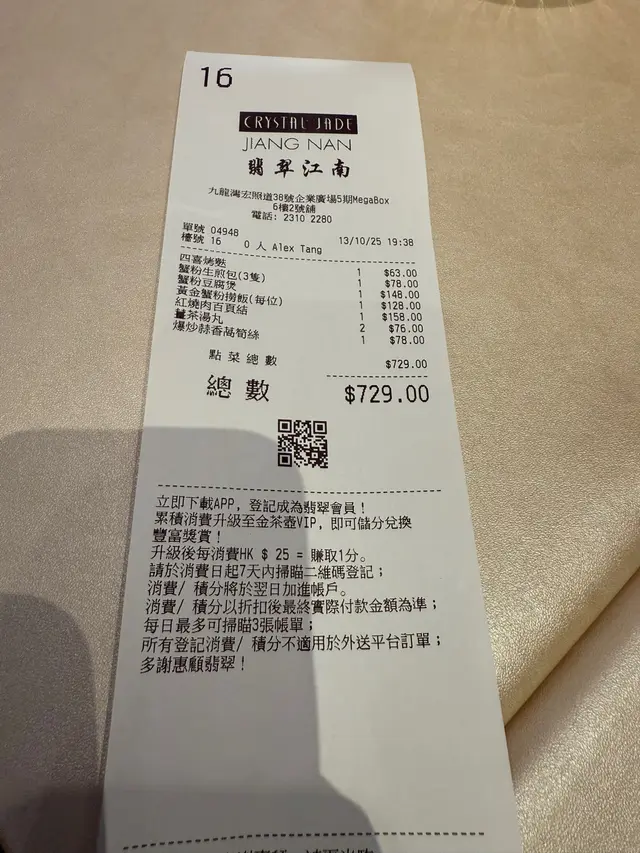 16
CRYSTAL JADE
JIANG NAN
翡翠江南
九龍灣宏照道38號企業廣場5期MegaBox
6樓2號舖
電話: 2310 2280
單號 04948
檯號 16 0 人 Alex Tang 13/10/25 19:38
四喜烤麩 1 $63.00
蟹粉生煎包(3隻) 1 $78.00
蟹粉豆腐煲 1 $148.00
黃金蟹粉撈飯(每位) 1 $128.00
紅燒肉百頁結 1 $158.00
薑茶湯丸 2 $76.00
爆炒蒜香萵筍絲 1 $78.00
點菜總數 $729.00
總數 $729.00
立即下載APP, 登記成為翡翠會員!
累積消費升級至金茶壺VIP, 即可儲分兌換
豐富獎賞!
升級後每消費HK $ 25 = 賺取1分。
請於消費日起7天內掃瞄二維碼登記;
消費/ 積分將於翌日加進帳戶。
消費/ 積分以折扣後最終實際付款金額為準;
每日最多可掃瞄3張帳單;
所有登記消費/ 積分不適用於外送平台訂單;
多謝惠顧翡翠!